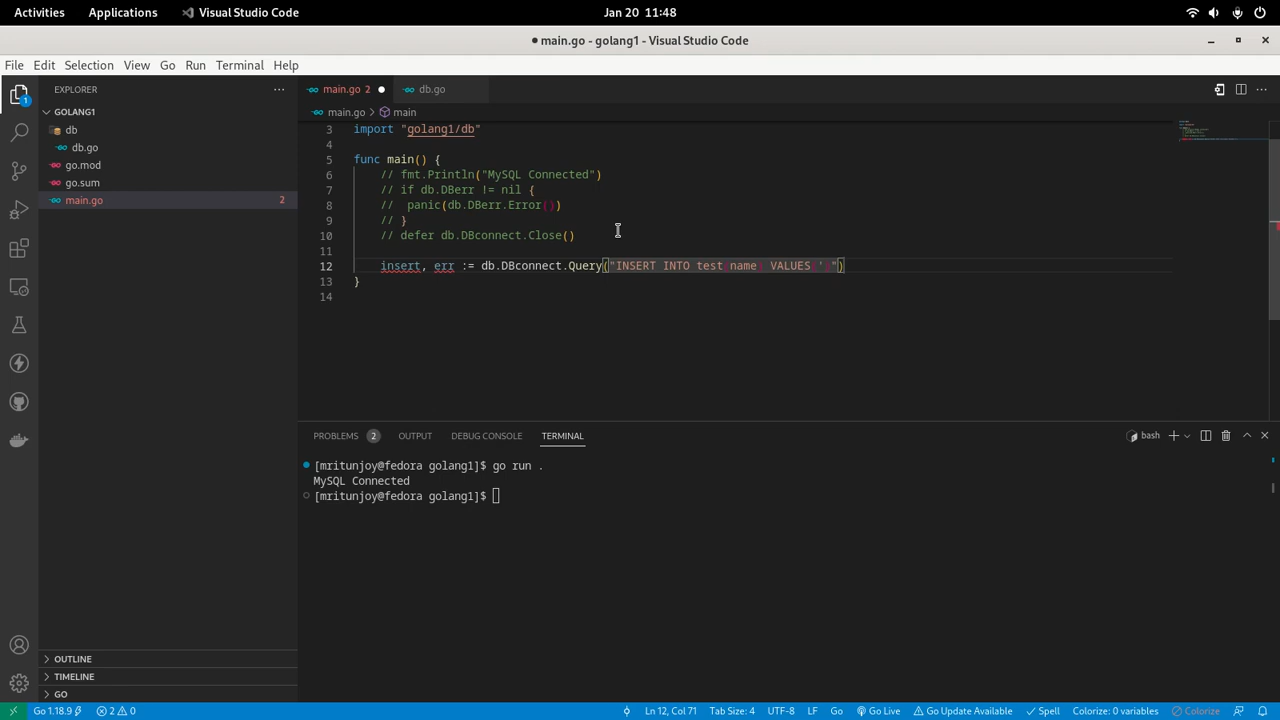 Activities Applications Visual Studio Code Jan 20 11:48
main.go - golang1 - Visual Studio Code
File Edit Selection View Go Run Terminal Help
EXPLORER
main.go 2 db.go
GOLANG1
main.go > main
db
db.go
go.mod
go.sum
main.go 2
3 import "golang1/db"
4
5 func main() {
6 // fmt.Println("MySQL Connected")
7 // if db.DBerr != nil {
8 // panic(db.DBerr.Error())
9 // }
10 // defer db.DBconnect.Close()
11
12 insert, err := db.DBconnect.Query("INSERT INTO test(name) VALUES(')")
13 }
14
PROBLEMS 2 OUTPUT DEBUG CONSOLE TERMINAL
bash
[mritunjoy@fedora golang1]$ go run .
MySQL Connected
[mritunjoy@fedora golang1]$
OUTLINE
TIMELINE
GO
1
Go 1.18.9 2 0 Ln 12, Col 71 Tab Size: 4 UTF-8 LF Go Go Live Go Update Available Spell Colorize: 0 variables Colorize